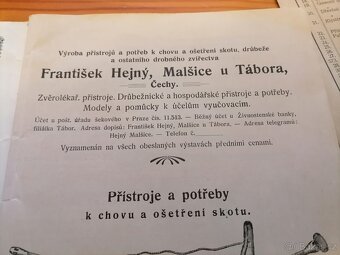 Výroba přístrojů a potřeb k chovu a ošetření skotu, drůbeže
a ostatního drobného zvířectva
František Hejný, Malšice u Tábora,
Čechy.
Zvěrolékař. přístroje. Drůbežnické a hospodářské přístroje a potřeby.
Modely a pomůcky k účelům vyučovacím.
Účet u pošt. úřadu šekového v Praze čís. 11.513. — Běžný účet u Živnostenské banky,
filiálka Tábor. Adresa dopisů: František Hejný, Malšice u Tábora. — Adresa telegramů:
Hejný Malšice. — Telefon č.
Vyznamenán na všech obeslaných výstavách předními cenami.
Přístroje a potřeby
k chovu a ošetření skotu.